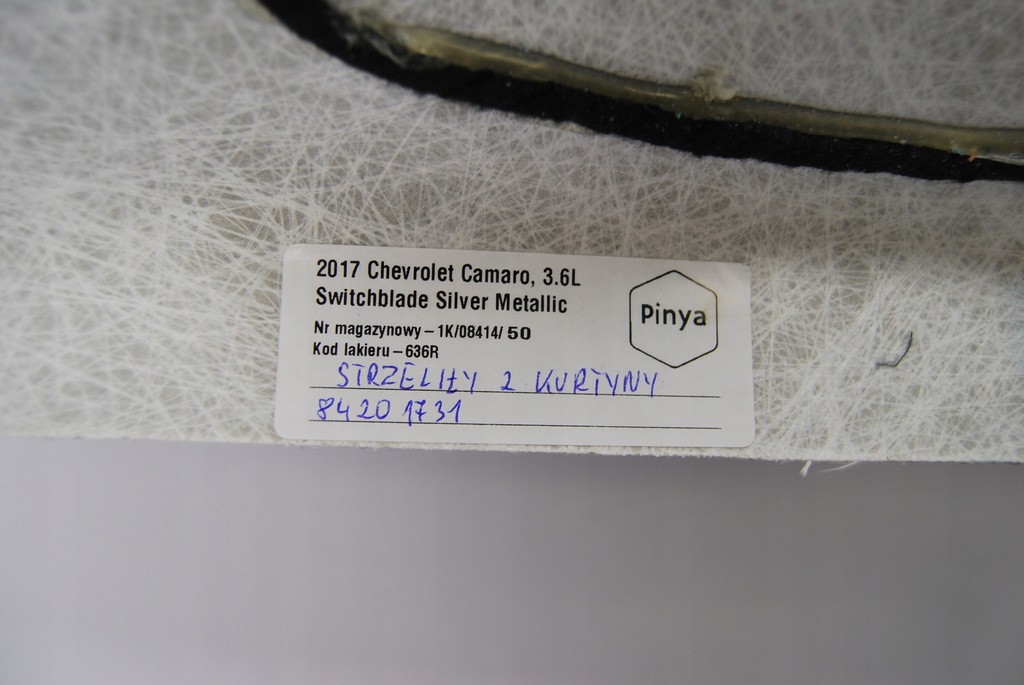 2017 Chevrolet Camaro, 3.6L
Switchblade Silver Metallic
Pinya
Nr magazynowy – 1K/08414/ 50
Kod lakieru – 636R
STRZELIŁY 2 KURTYNY
84201731